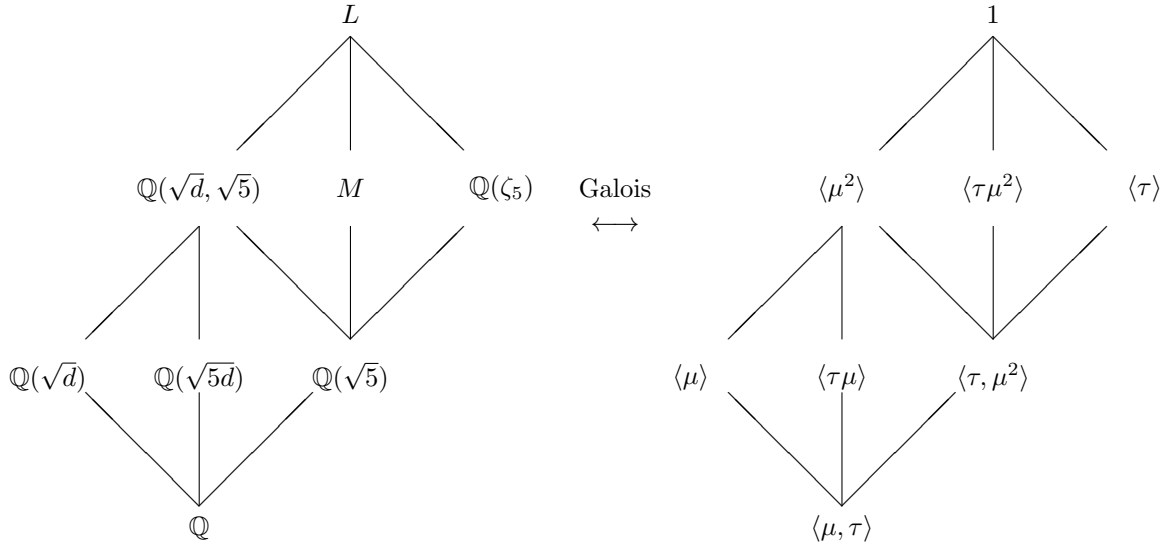 L 1
ℚ(√d, √5) M ℚ(ζ₅) Galois ⟨μ²⟩ ⟨τμ²⟩ ⟨τ⟩
⟷
ℚ(√d) ℚ(√5d) ℚ(√5) ⟨μ⟩ ⟨τμ⟩ ⟨τ, μ²⟩
ℚ ⟨μ, τ⟩